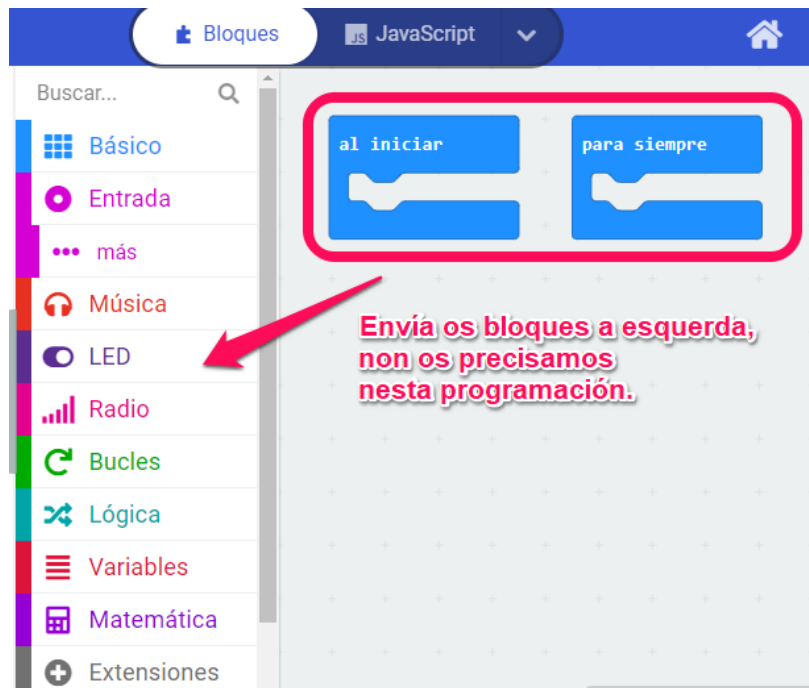 Bloques
JS JavaScript
Buscar...
Básico
Entrada
más
Música
LED
Radio
Bucles
Lógica
Variables
Matemática
Extensiones
al iniciar
para siempre
Envía os bloques a esquerda,
non os precisamos
nesta programación.